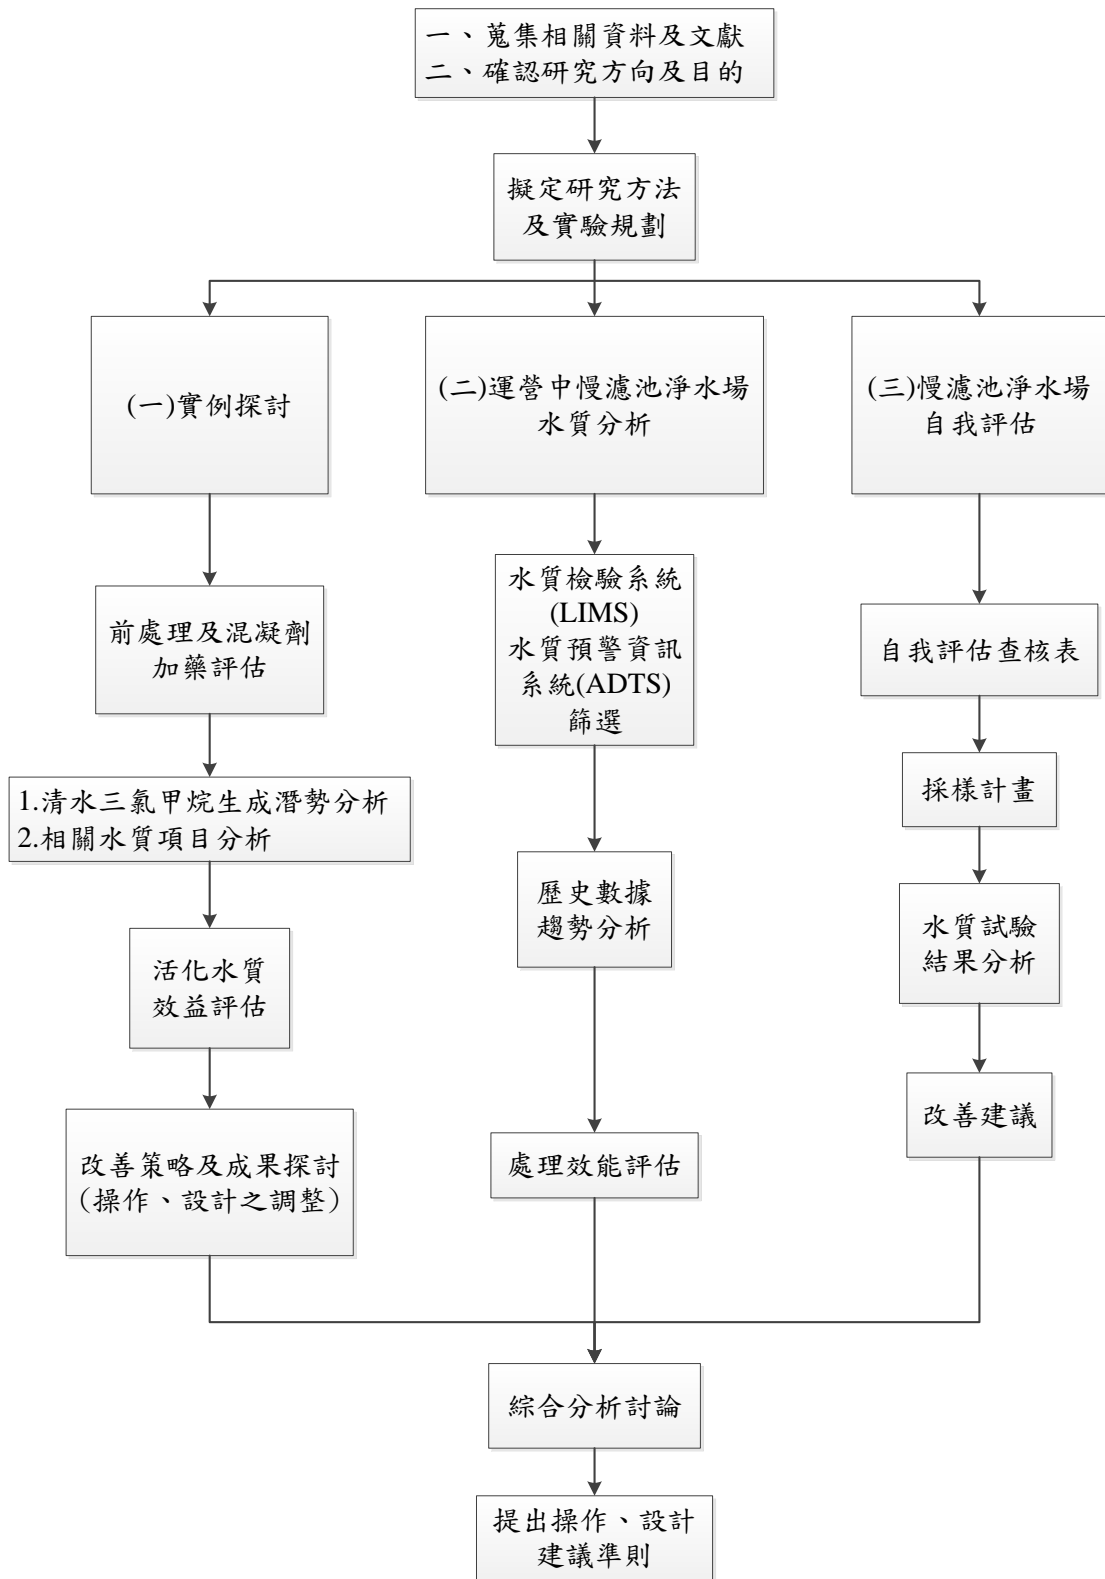 一、蒐集相關資料及文獻
二、確認研究方向及目的
擬定研究方法
及實驗規劃
(一)實例探討
(二)運營中慢濾池淨水場
水質分析
(三)慢濾池淨水場
自我評估
前處理及混凝劑
加藥評估
水質檢驗系統
(LIMS)
水質預警資訊
系統(ADTS)
篩選
自我評估查核表
1.清水三氯甲烷生成潛勢分析
2.相關水質項目分析
採樣計畫
歷史數據
趨勢分析
水質試驗
結果分析
活化水質
效益評估
改善建議
改善策略及成果探討
(操作、設計之調整)
處理效能評估
綜合分析討論
提出操作、設計
建議準則